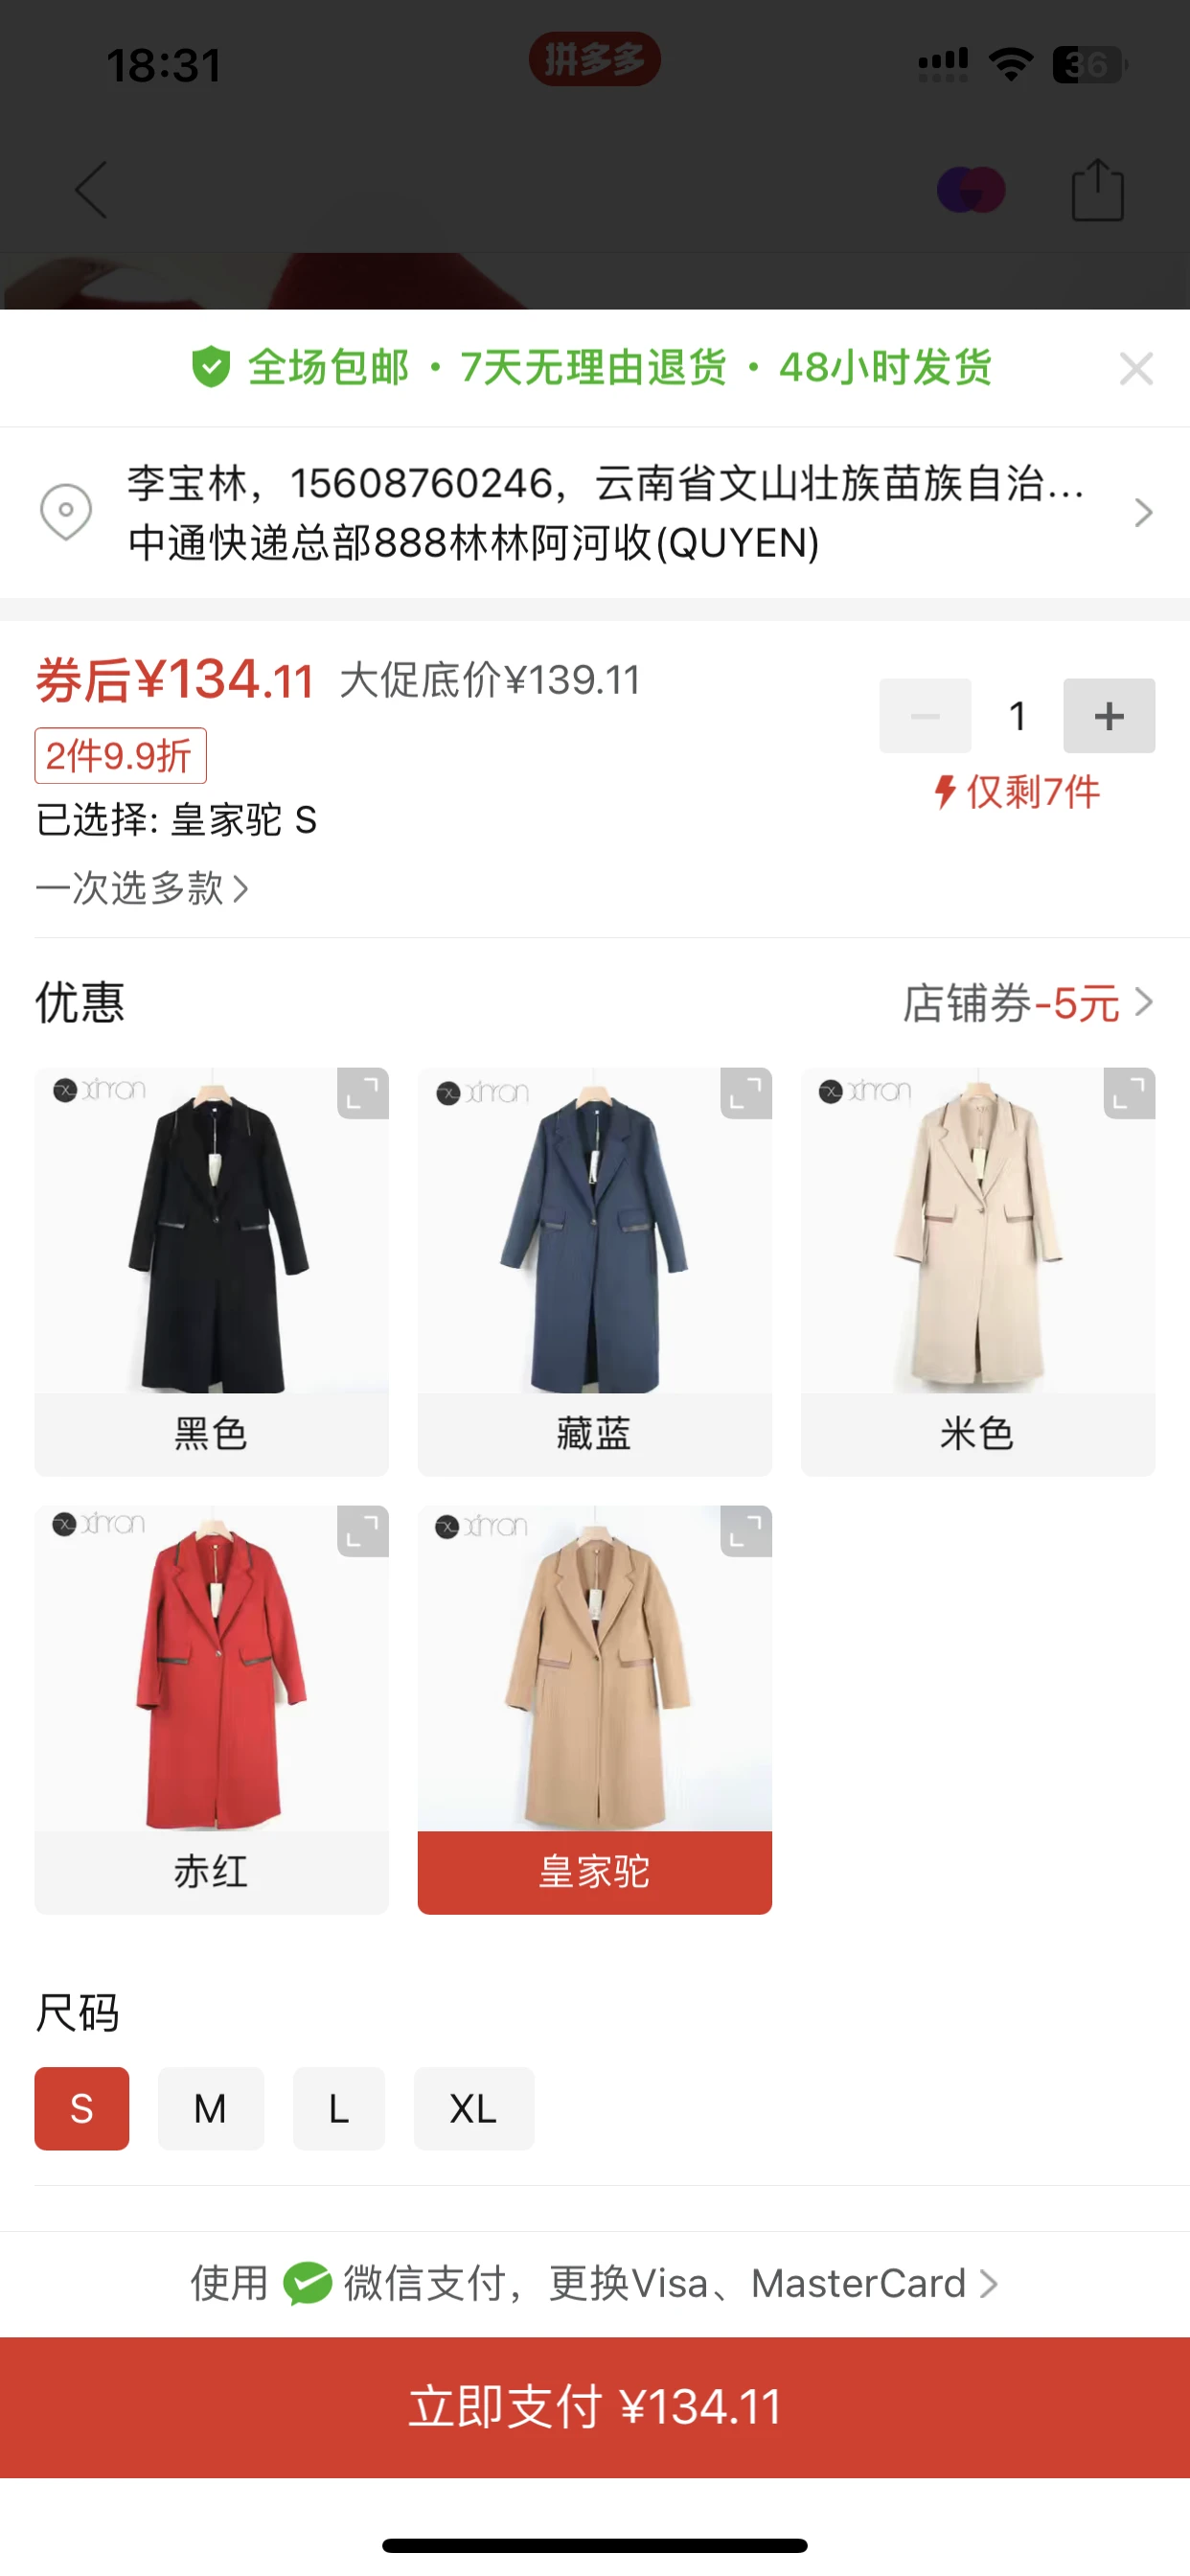 18:31
拼多多
36
全场包邮 · 7天无理由退货 · 48小时发货
李宝林，15608760246，云南省文山壮族苗族自治...
中通快递总部888林林阿河收(QUYEN)
券后¥134.11 大促底价¥139.11
1
2件9.9折
仅剩7件
已选择: 皇家驼 S
一次选多款
优惠
店铺券-5元
xinran
xinran
xinran
黑色
藏蓝
米色
xinran
xinran
赤红
皇家驼
尺码
S
M
L
XL
使用 微信支付，更换Visa、MasterCard
立即支付 ¥134.11